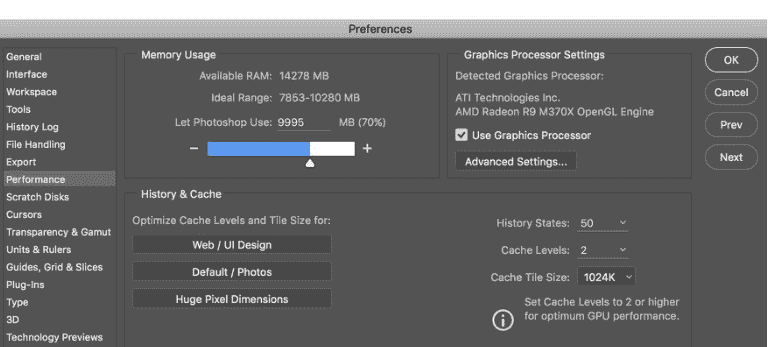 Preferences
General
Interface
Workspace
Tools
History Log
File Handling
Export
Performance
Scratch Disks
Cursors
Transparency & Gamut
Units & Rulers
Guides, Grid & Slices
Plug-Ins
Type
3D
Technology Previews
Memory Usage
Available RAM: 14278 MB
Ideal Range: 7853-10280 MB
Let Photoshop Use: 9995 MB (70%)
− +
Graphics Processor Settings
Detected Graphics Processor:
ATI Technologies Inc.
AMD Radeon R9 M370X OpenGL Engine
Use Graphics Processor
Advanced Settings...
History & Cache
Optimize Cache Levels and Tile Size for:
Web / UI Design
Default / Photos
Huge Pixel Dimensions
History States: 50
Cache Levels: 2
Cache Tile Size: 1024K
Set Cache Levels to 2 or higher
for optimum GPU performance.
OK
Cancel
Prev
Next